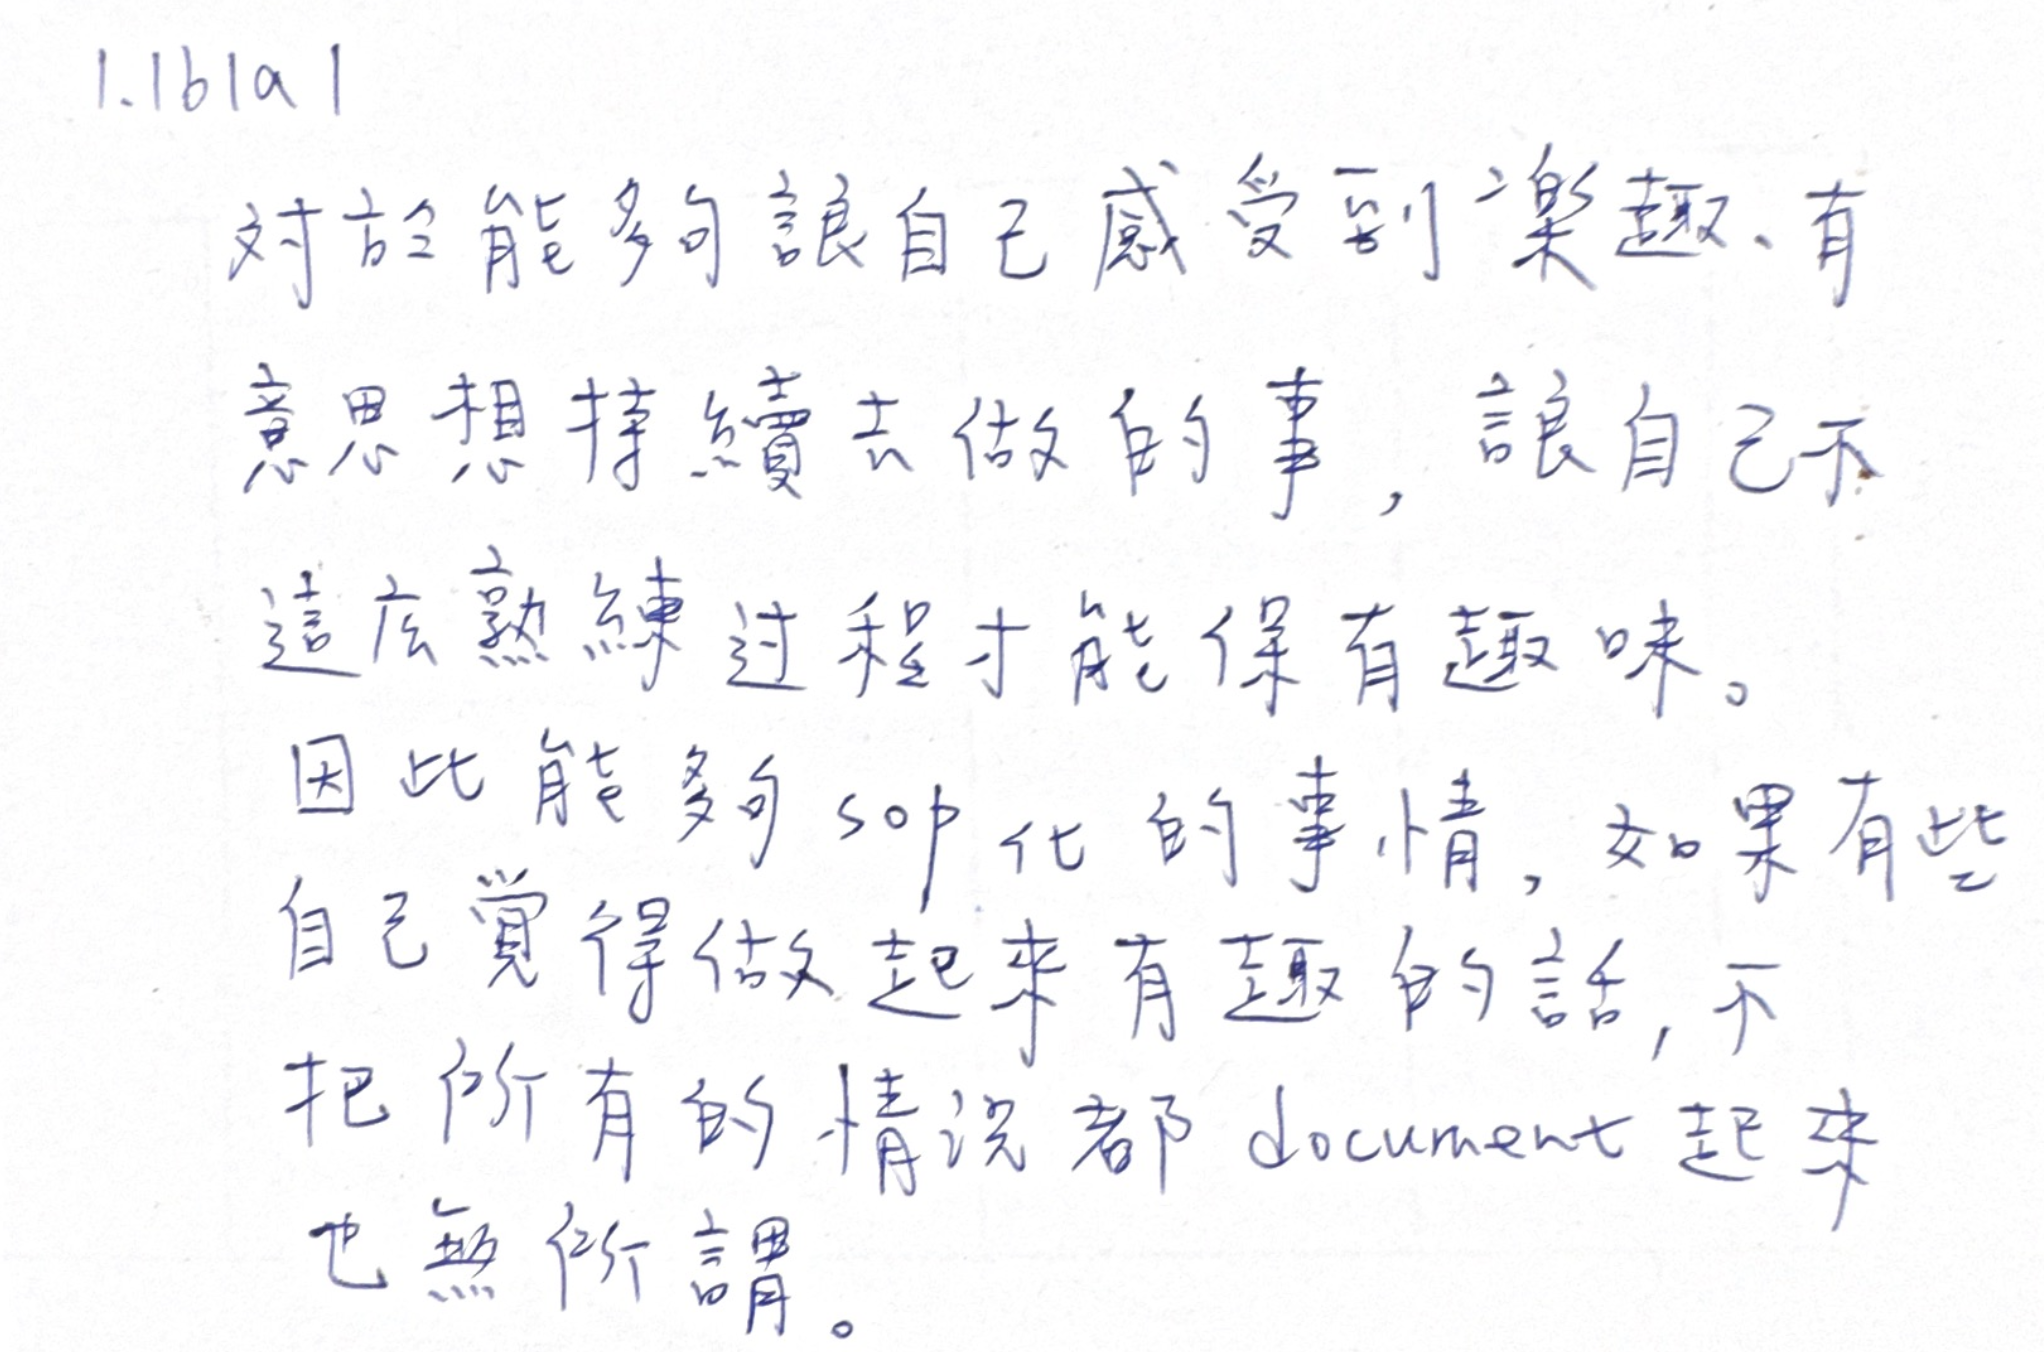 1.1b1a1
対於能夠讓自己感受到樂趣、有
意思想持續去做的事，讓自己不
這広熟練过程才能保有趣味。
因此能夠sop化的事情，如果有些
自己覚得做起來有趣的話，不
把所有的情況都document起來
也無所謂。